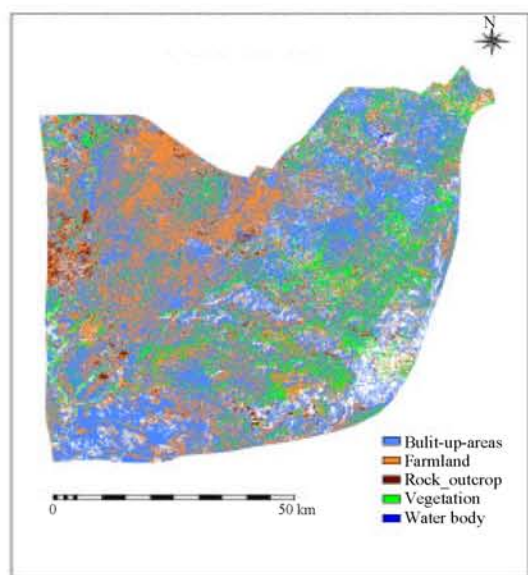 N
Bulit-up-areas
Farmland
Rock_outcrop
Vegetation
Water body
0 50 km